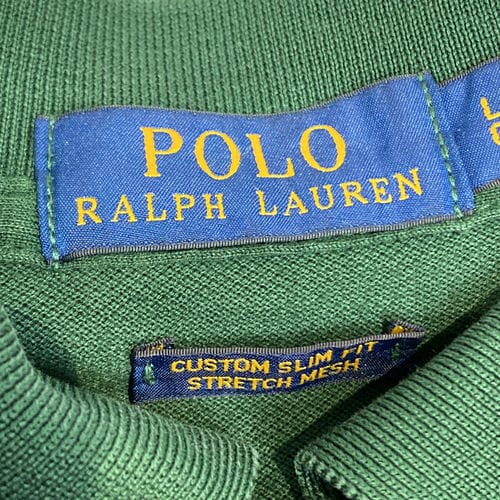 POLO
RALPH LAUREN
L
CUSTOM SLIM FIT
STRETCH MESH